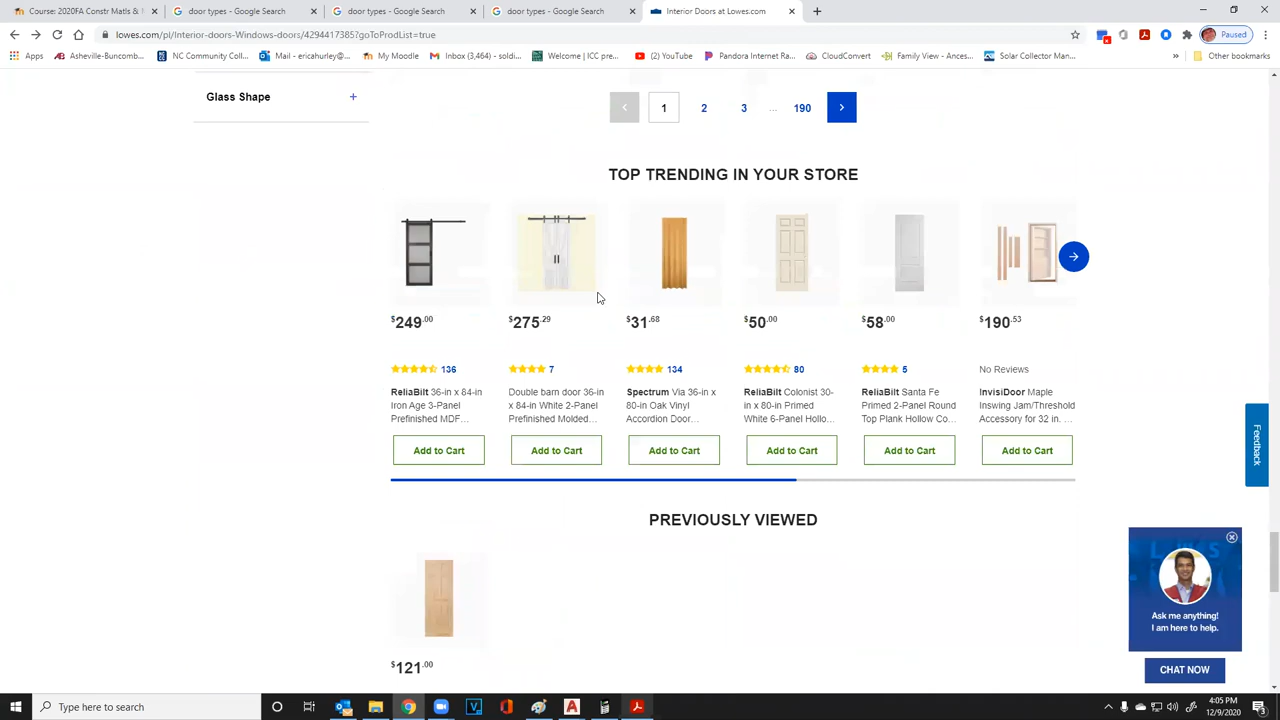 Course: 2020FA Constr Matls &
door types - Google Search
door types - Google Search
door types - Google Search
Interior Doors at Lowes.com
lowes.com/pl/Interior-doors-Windows-doors/4294417385?goToProdList=true
Paused
Apps
Asheville-Buncomb...
NC Community Coll...
Mail - ericahurley@...
My Moodle
Inbox (3,464) - soldi...
Welcome | ICC pre...
(2) YouTube
Pandora Internet Ra...
CloudConvert
Family View - Ances...
Solar Collector Man...
»
Other bookmarks
Glass Shape +
1 2 3 ... 190
TOP TRENDING IN YOUR STORE
$249.00
$275.29
$31.68
$50.00
$58.00
$190.53
136
7
134
80
5
No Reviews
ReliaBilt 36-in x 84-in
Iron Age 3-Panel
Prefinished MDF...
Double barn door 36-in
x 84-in White 2-Panel
Prefinished Molded...
Spectrum Via 36-in x
80-in Oak Vinyl
Accordion Door...
ReliaBilt Colonist 30-
in x 80-in Primed
White 6-Panel Hollo...
ReliaBilt Santa Fe
Primed 2-Panel Round
Top Plank Hollow Co...
InvisiDoor Maple
Inswing Jam/Threshold
Accessory for 32 in. ...
Add to Cart
Add to Cart
Add to Cart
Add to Cart
Add to Cart
Add to Cart
Feedback
PREVIOUSLY VIEWED
$121.00
Ask me anything!
I am here to help.
CHAT NOW
Type here to search
4:05 PM
12/9/2020